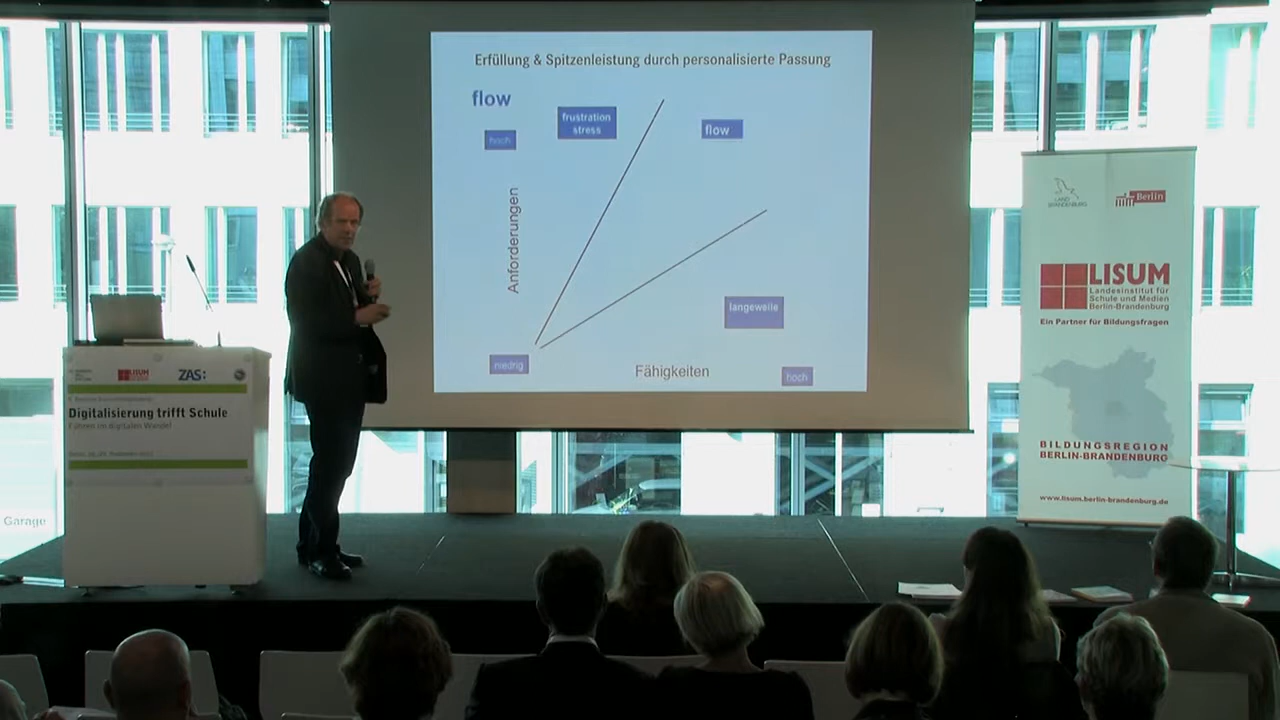 Erfüllung & Spitzenleistung durch personalisierte Passung
flow
hoch
frustration
stress
flow
Anforderungen
langeweile
niedrig
Fähigkeiten
hoch
LAND
BRANDENBURG
Berlin
LISUM
Landesinstitut für
Schule und Medien
Berlin-Brandenburg
Ein Partner für Bildungsfragen
BILDUNGSREGION
BERLIN-BRANDENBURG
www.lisum.berlin-brandenburg.de
LISUM
ZAS:
Digitalisierung trifft Schule
Führen im digitalen Wandel
Garage